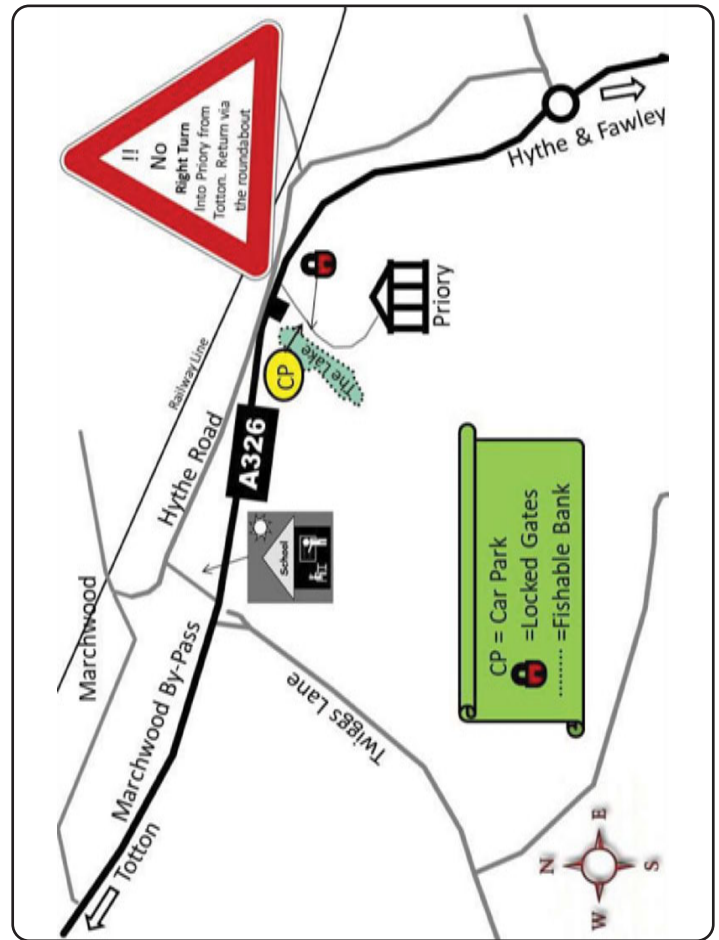 !!
No
Right Turn
Into Priory from
Totton. Return via
the roundabout
Hythe & Fawley
Railway Line
Hythe Road
A326
Priory
The Lake
CP
School
Marchwood
Marchwood By-Pass
Totton
Twiggs Lane
CP = Car Park
=Locked Gates
........ =Fishable Bank
N
E
S
W